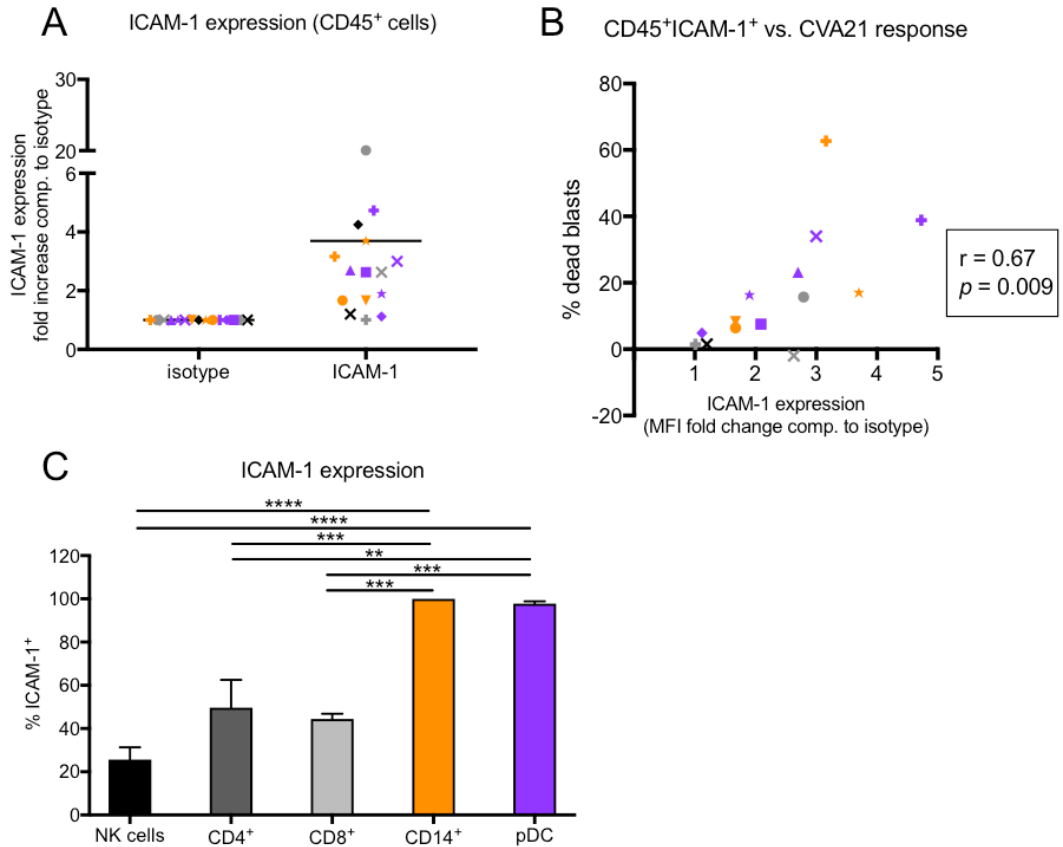 A
ICAM-1 expression (CD45⁺ cells)
ICAM-1 expression
fold increase comp. to isotype
30
20
6
4
2
0
isotype
ICAM-1
B
CD45⁺ICAM-1⁺ vs. CVA21 response
% dead blasts
80
60
40
20
0
-20
1 2 3 4 5
ICAM-1 expression
(MFI fold change comp. to isotype)
r = 0.67
p = 0.009
C
ICAM-1 expression
****
****
***
**
***
***
% ICAM-1⁺
120
100
80
60
40
20
0
NK cells CD4⁺ CD8⁺ CD14⁺ pDC